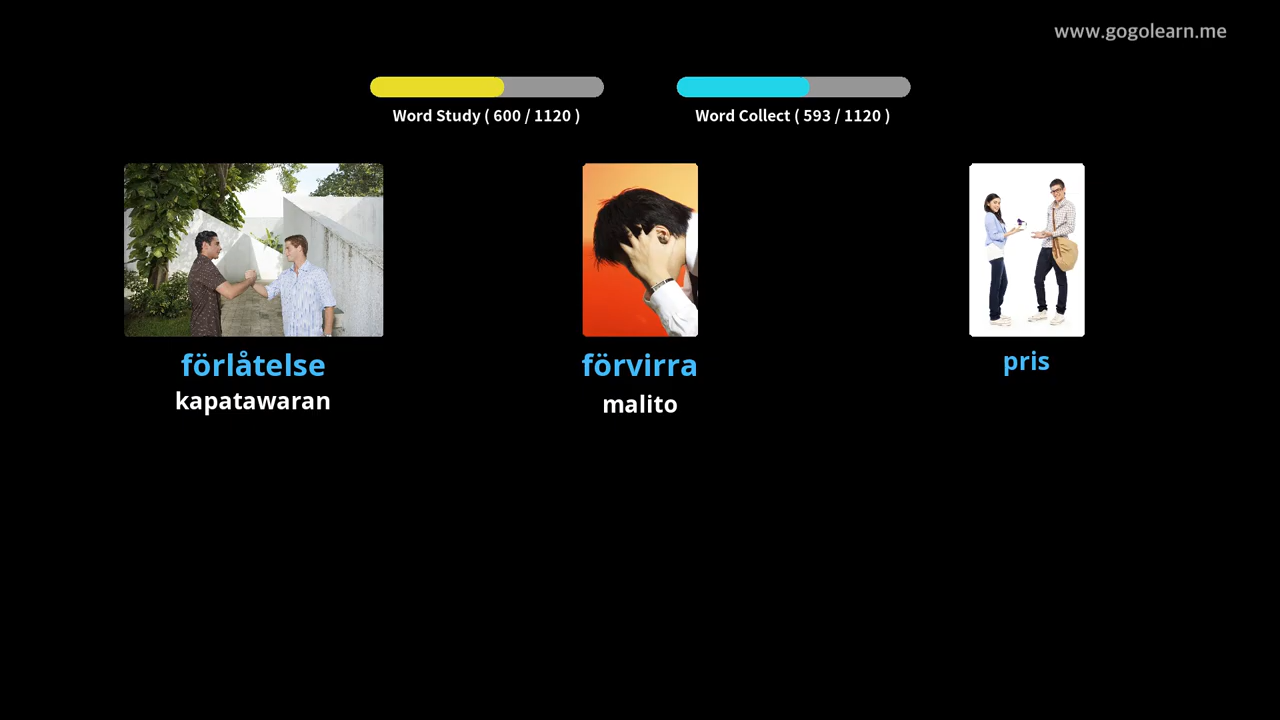 www.gogolearn.me
Word Study ( 600 / 1120 )
Word Collect ( 593 / 1120 )
förlåtelse
kapatawaran
förvirra
malito
pris